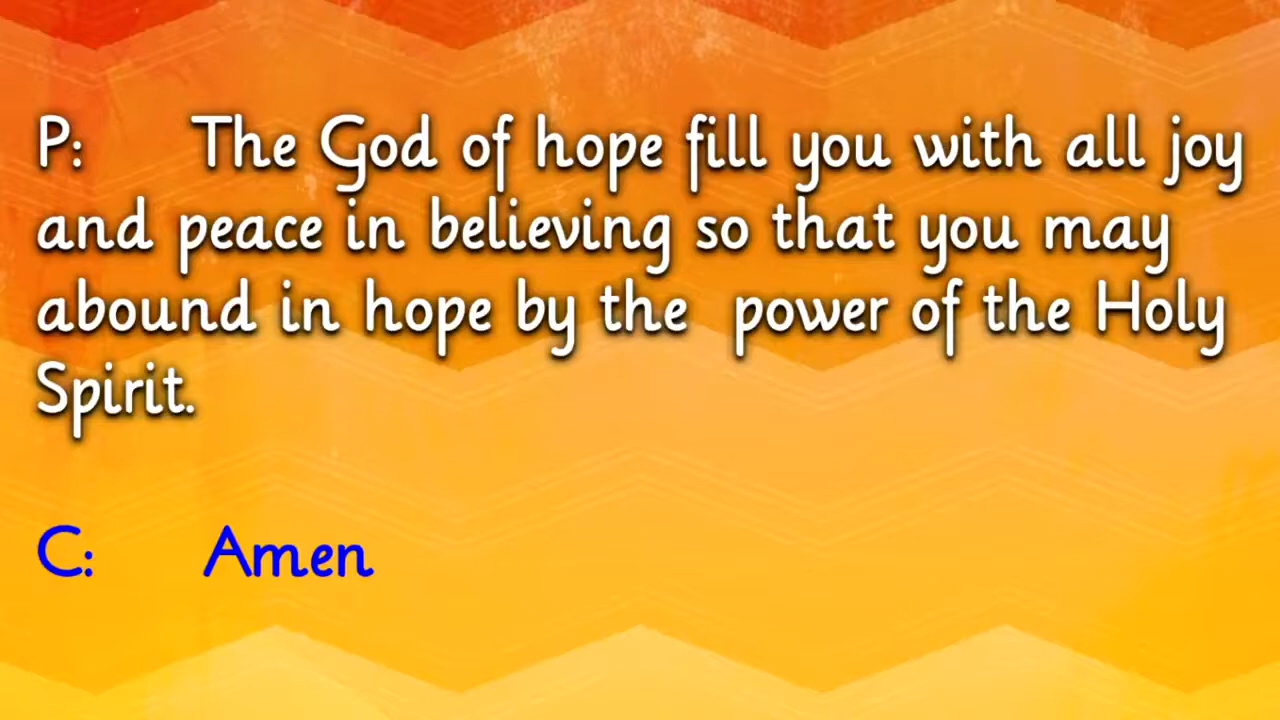 P: The God of hope fill you with all joy
and peace in believing so that you may
abound in hope by the  power of the Holy
Spirit.
C: Amen